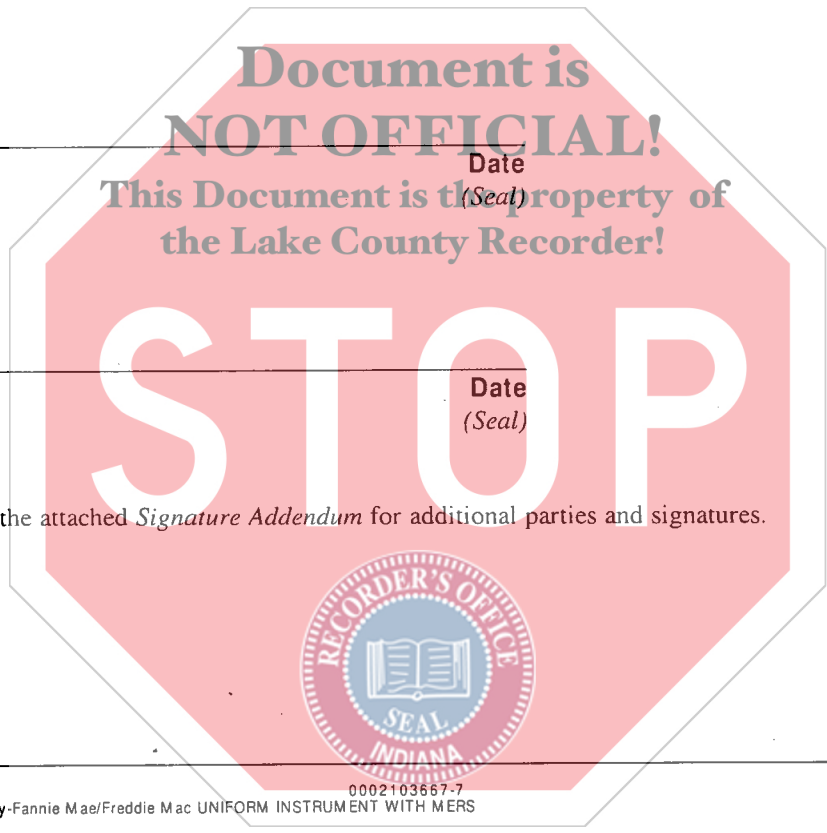 Document is
NOT OFFICIAL!
Date
This Document is the property of
(Seal)
the Lake County Recorder!
STOP
Date
(Seal)
the attached Signature Addendum for additional parties and signatures.
RECORDER'S OFFICE
SEAL
INDIANA
0002103667-7
y-Fannie Mae/Freddie Mac UNIFORM INSTRUMENT WITH MERS